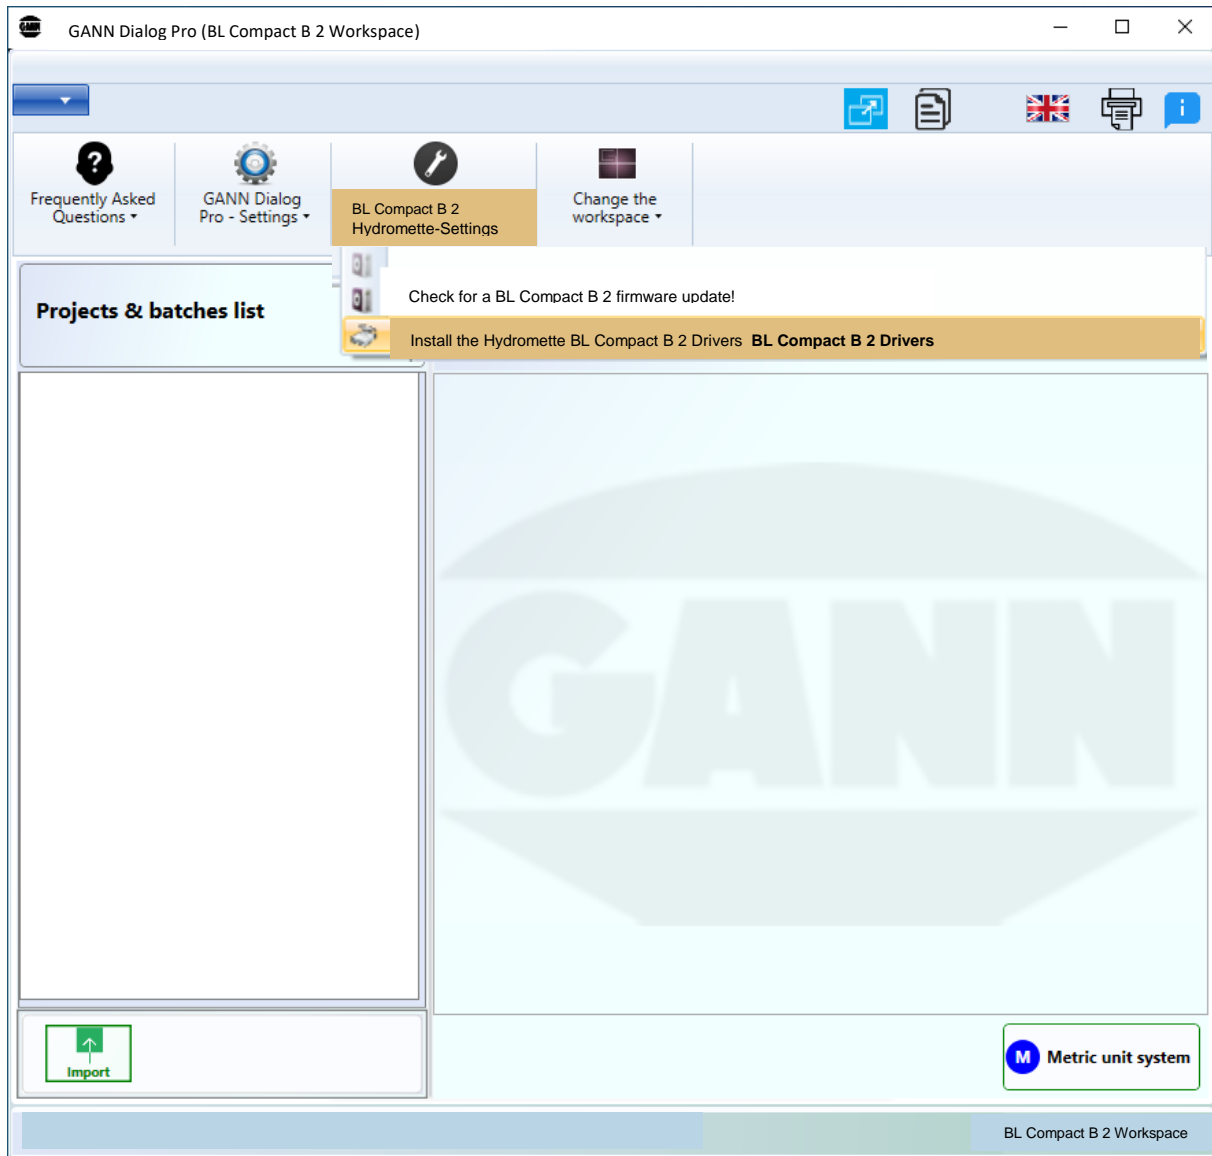 GANN Dialog Pro (BL Compact B 2 Workspace)
Frequently Asked
Questions
GANN Dialog
Pro - Settings
BL Compact B 2
Hydromette-Settings
Change the
workspace
Check for a BL Compact B 2 firmware update!
Projects & batches list
Install the Hydromette BL Compact B 2 Drivers BL Compact B 2 Drivers
GANN
Import
M Metric unit system
BL Compact B 2 Workspace